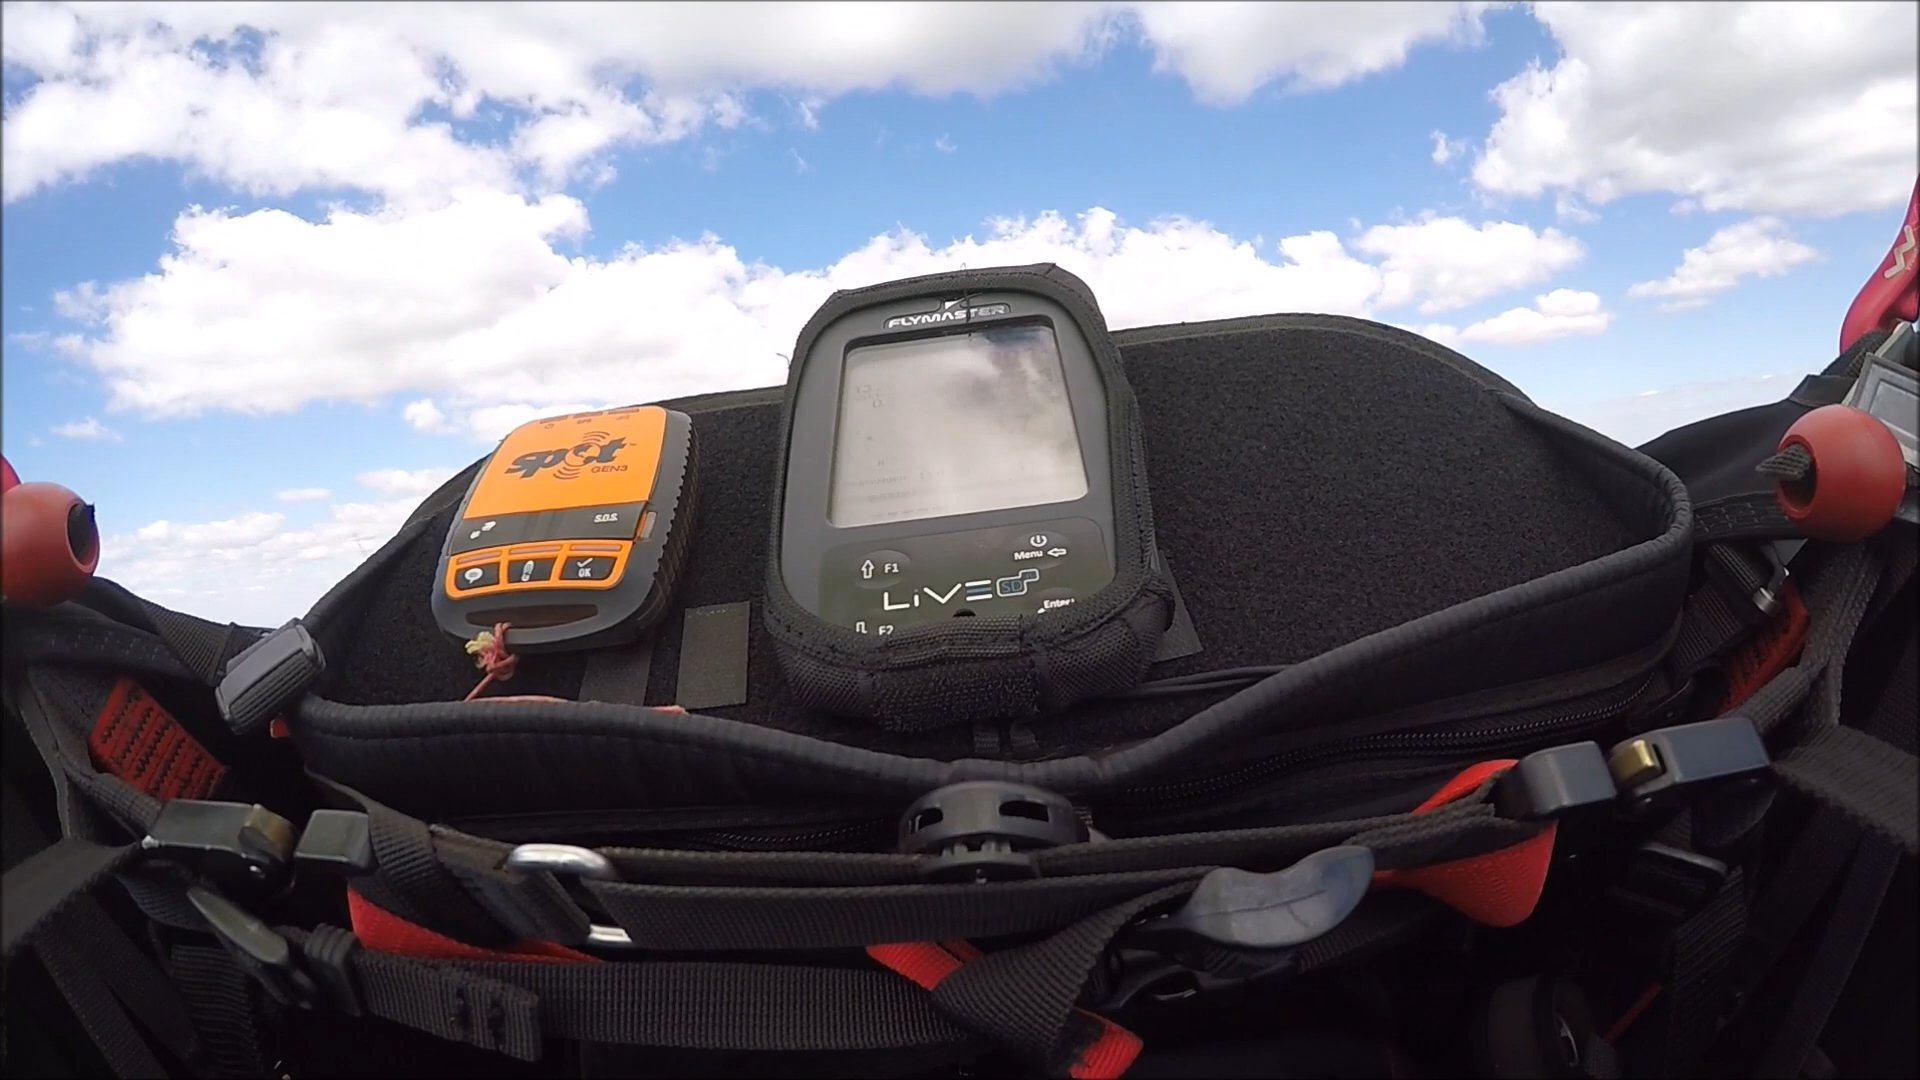 spot
GEN3
S.O.S.
OK
FLYMASTER
Menu
F1
LiVE SD
Enter
F2